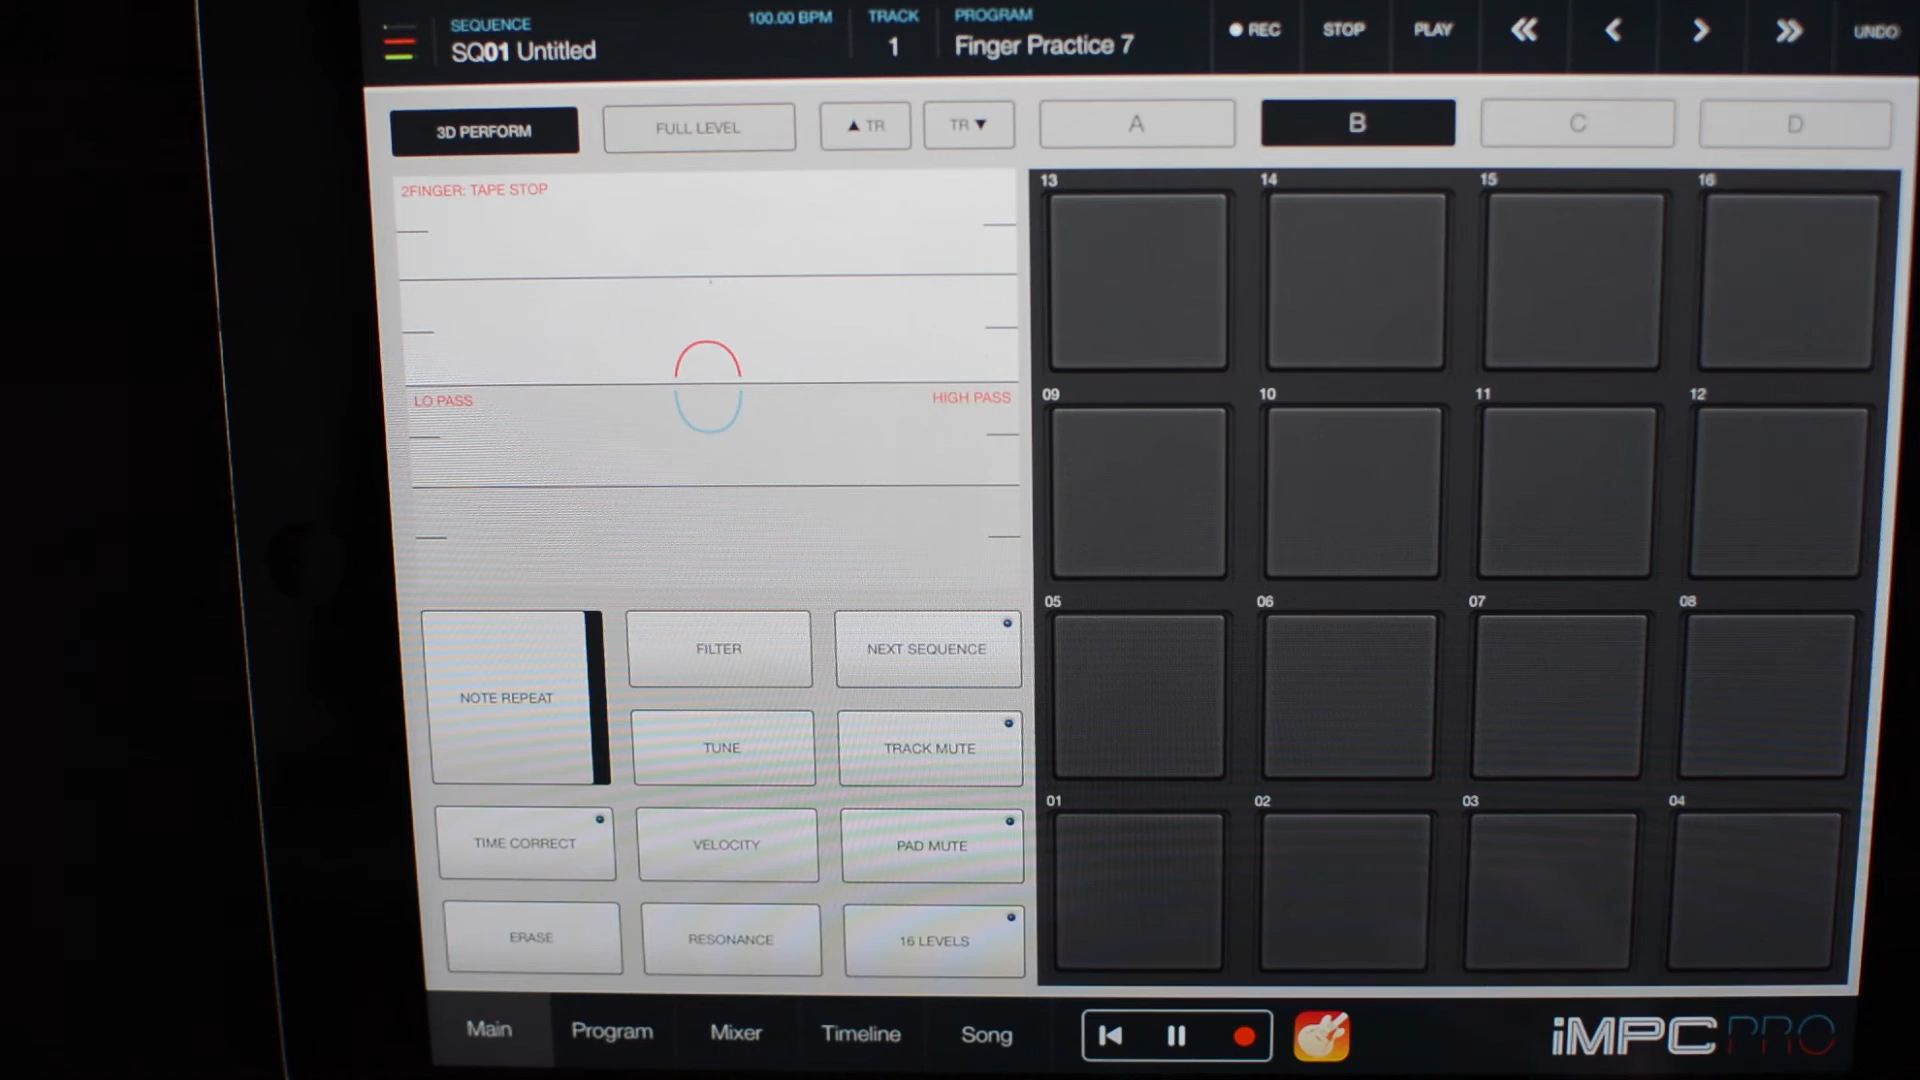 SEQUENCE
SQ01 Untitled
100.00 BPM
TRACK
1
PROGRAM
Finger Practice 7
REC
STOP
PLAY
UNDO
3D PERFORM
FULL LEVEL
▲ TR
TR ▼
A
B
C
D
2FINGER: TAPE STOP
LO PASS
HIGH PASS
13
14
15
16
09
10
11
12
05
06
07
08
01
02
03
04
NOTE REPEAT
FILTER
NEXT SEQUENCE
TUNE
TRACK MUTE
TIME CORRECT
VELOCITY
PAD MUTE
ERASE
RESONANCE
16 LEVELS
Main
Program
Mixer
Timeline
Song
iMPC PRO